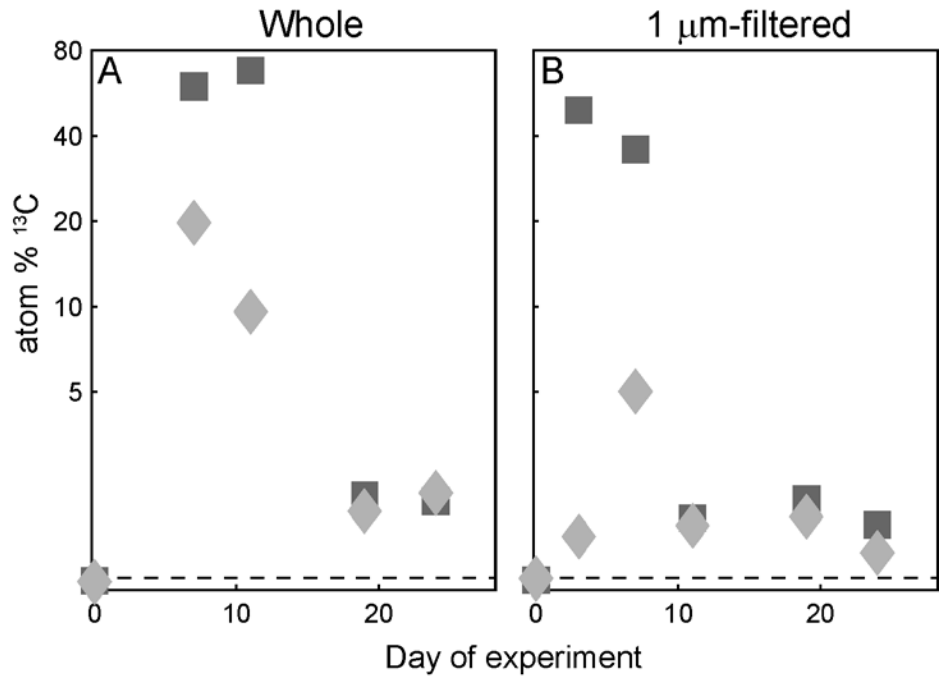 Whole
1 μm-filtered
A
B
80
40
20
10
5
atom % ¹³C
0
10
20
0
10
20
Day of experiment